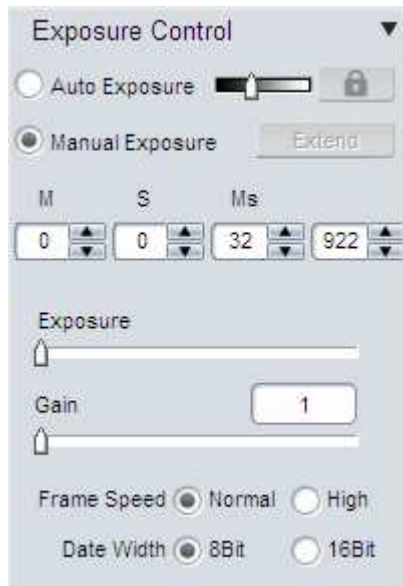 Exposure Control
Auto Exposure
Manual Exposure Extend
M S Ms
0 0 32 922
Exposure
Gain 1
Frame Speed Normal High
Date Width 8Bit 16Bit